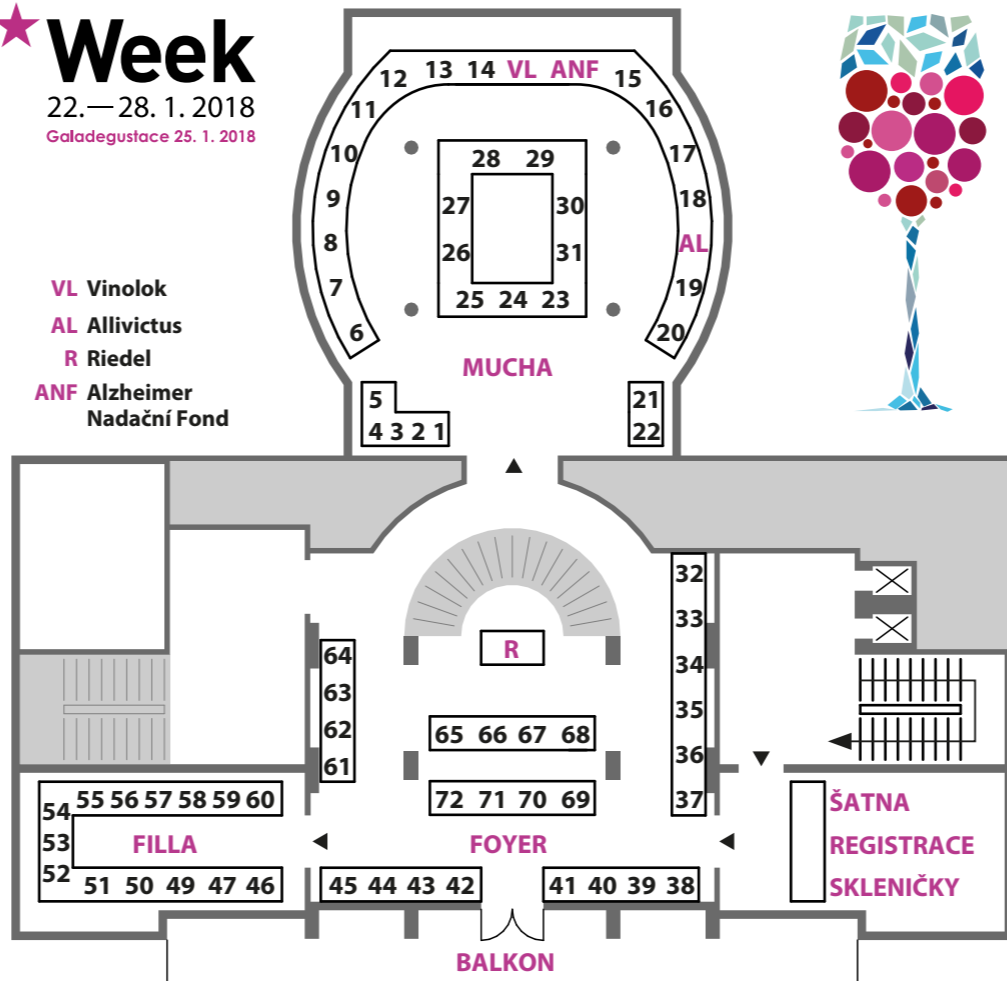 Week
22.—28. 1. 2018
Galadegustace 25. 1. 2018
VL Vinolok
AL Allivictus
R Riedel
ANF Alzheimer
Nadační Fond
12 13 14 VL ANF 15
11 16
10 17
9 18
8 AL
7 19
6 20
28 29
27 30
26 31
25 24 23
MUCHA
5
4 3 2 1
21
22
32
33
34
35
36
37
R
64
63
62
61
65 66 67 68
72 71 70 69
55 56 57 58 59 60
54
53
52
51 50 49 47 46
FILLA
FOYER
45 44 43 42
41 40 39 38
ŠATNA
REGISTRACE
SKLENIČKY
BALKON